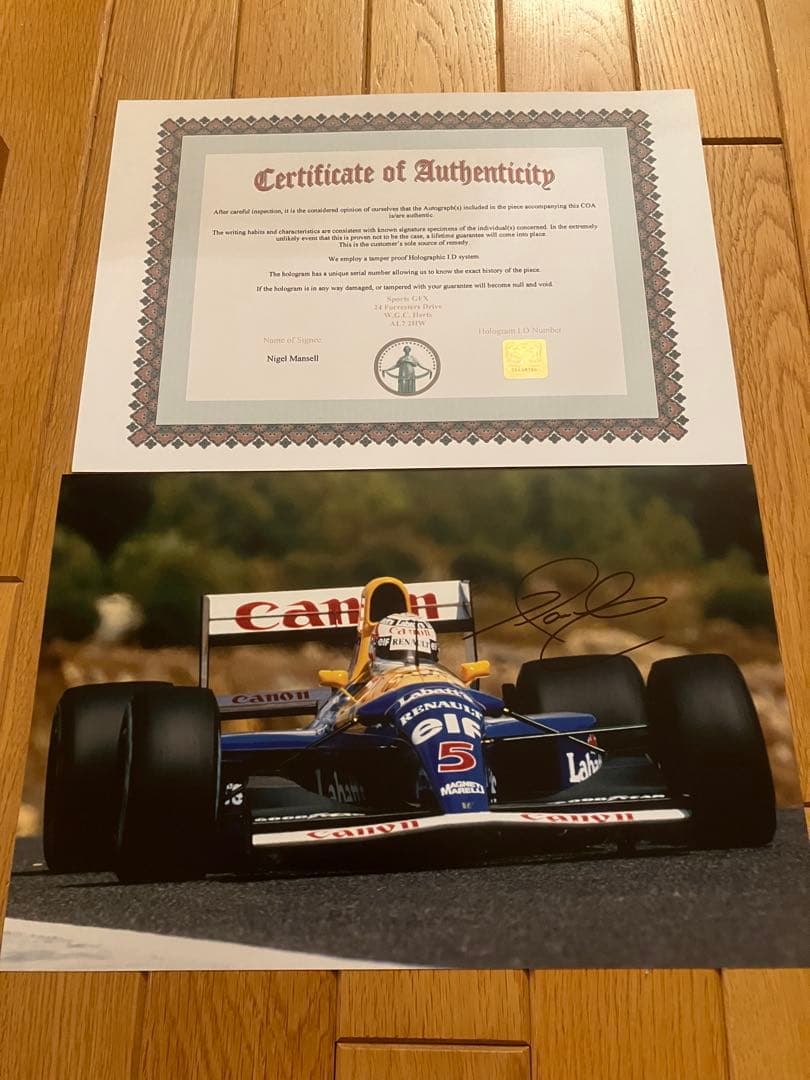 Certificate of Authenticity
After careful inspection, it is the considered opinion of ourselves that the Autograph(s) included in the piece accompanying this COA
is/are authentic.
The writing habits and characteristics are consistent with known signature specimens of the individual(s) concerned. In the extremely
unlikely event that this is proven not to be the case, a lifetime guarantee will come into place.
This is the customer's sole source of remedy.
We employ a tamper proof Holographic I.D system.
The hologram has a unique serial number allowing us to know the exact history of the piece.
If the hologram is in any way damaged, or tampered with your guarantee will become null and void.
Sports GFX
24 Forresters Drive
W.G.C. Herts
AL7 2HW
Name of Signee
Hologram I.D Number
Nigel Mansell
Canon
Labatt's
Canon
elf RENAULT elf
Canon
Labatt's
RENAULT
elf
5
MAGNETI
MARELLI
Labatt
Laba
GOODYEAR
Canon
Canon